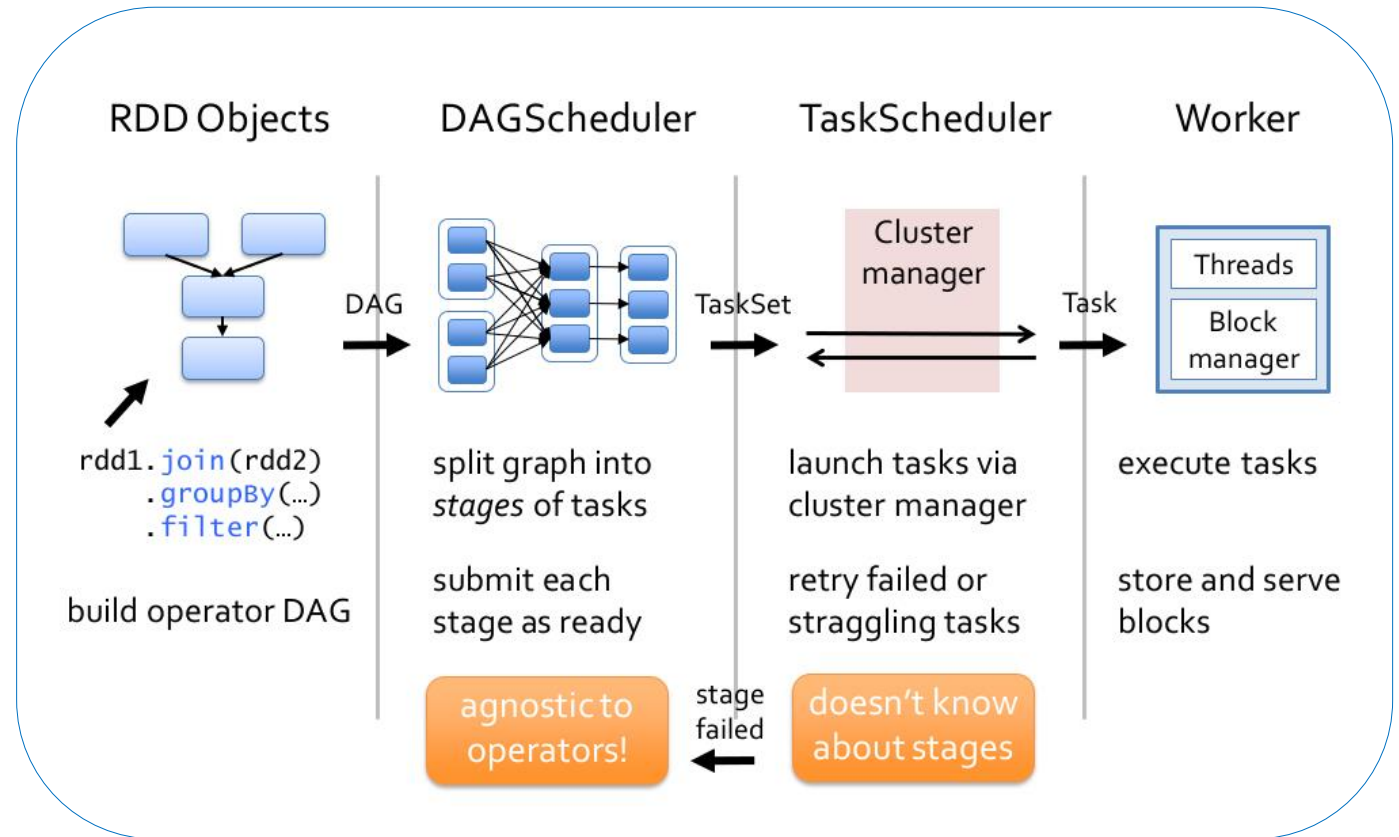 RDD Objects
DAGScheduler
TaskScheduler
Worker
DAG
TaskSet
Cluster
manager
Task
Threads
Block
manager
rdd1.join(rdd2)
.groupBy(…)
.filter(…)
build operator DAG
split graph into
stages of tasks
submit each
stage as ready
agnostic to
operators!
launch tasks via
cluster manager
retry failed or
straggling tasks
stage
failed
doesn’t know
about stages
execute tasks
store and serve
blocks